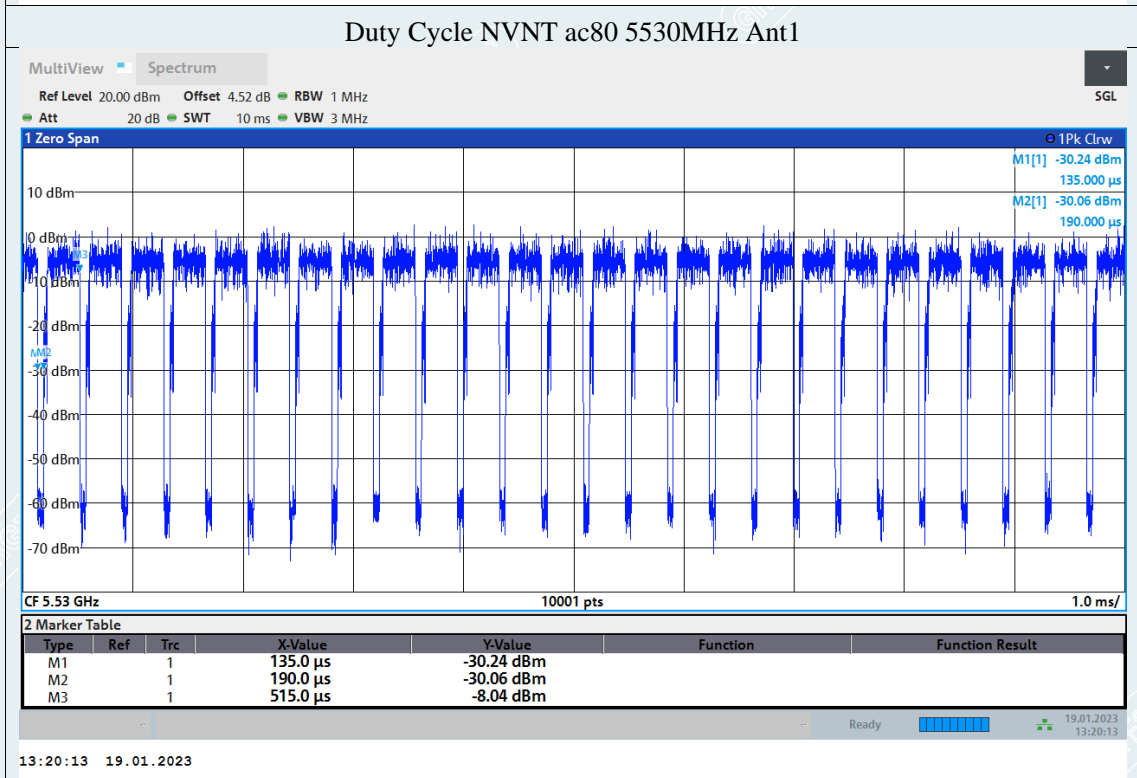 Duty Cycle NVNT ac80 5530MHz Ant1
MultiView Spectrum
Ref Level 20.00 dBm Offset 4.52 dB RBW 1 MHz SGL
Att 20 dB SWT 10 ms VBW 3 MHz
1 Zero Span 1Pk Clrw
M1[1] -30.24 dBm
135.000 µs
M2[1] -30.06 dBm
190.000 µs
10 dBm
0 dBm
M3
-10 dBm
-20 dBm
M2
-30 dBm
-40 dBm
-50 dBm
-60 dBm
-70 dBm
CF 5.53 GHz 10001 pts 1.0 ms/
2 Marker Table
Type Ref Trc X-Value Y-Value Function Function Result
M1 1 135.0 µs -30.24 dBm
M2 1 190.0 µs -30.06 dBm
M3 1 515.0 µs -8.04 dBm
Ready 19.01.2023
13:20:13
13:20:13 19.01.2023